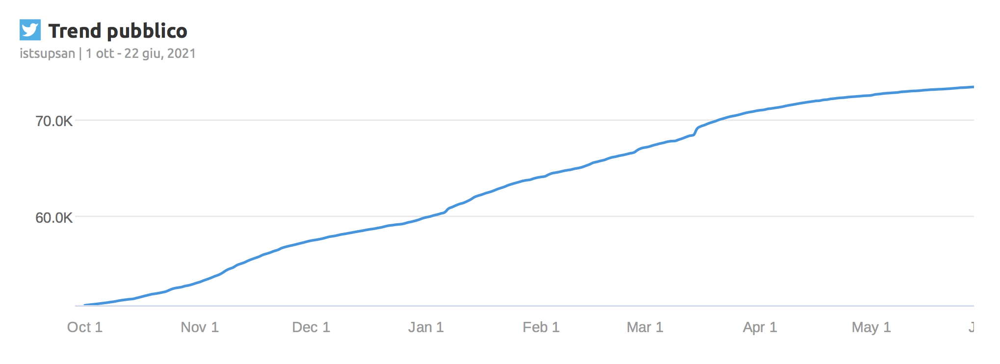 Trend pubblico
istsupsan | 1 ott - 22 giu, 2021
70.0K
60.0K
Oct 1 Nov 1 Dec 1 Jan 1 Feb 1 Mar 1 Apr 1 May 1